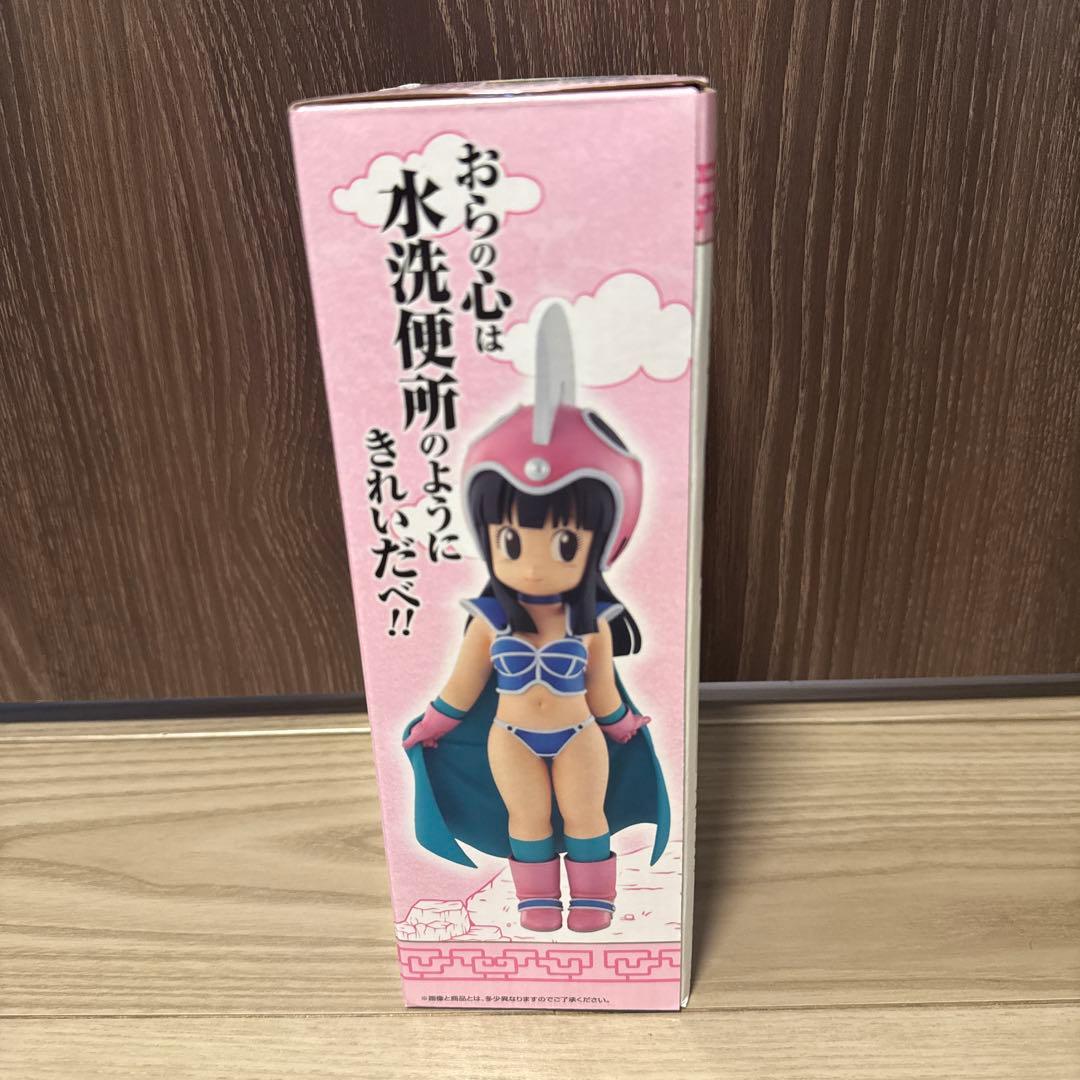 おらの心は
水洗便所のように
きれいだべ!!
※画像と商品とは、多少異なりますのでご了承ください。